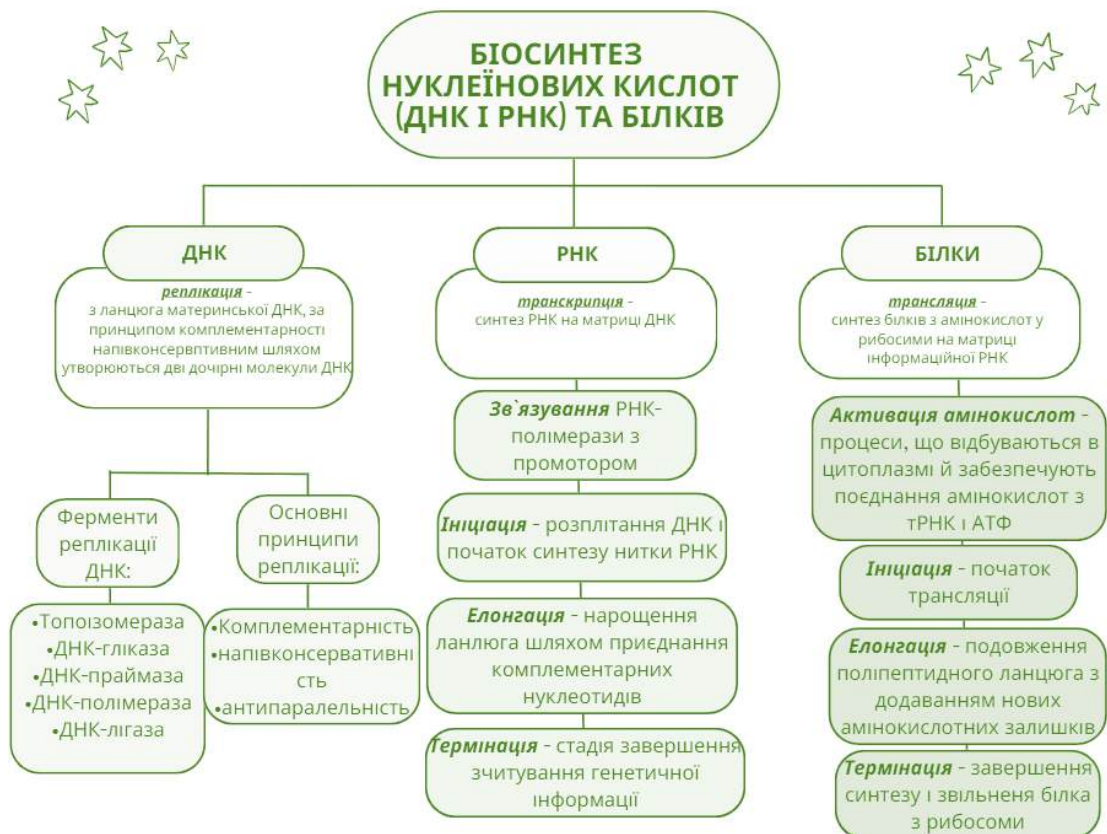 БІОСИНТЕЗ
НУКЛЕЇНОВИХ КИСЛОТ
(ДНК І РНК) ТА БІЛКІВ
ДНК
реплікація -
з ланцюга материнської ДНК, за
принципом комплементарності
напівконсервптивним шляхом
утворюються дві дочірні молекули ДНК
Ферменти
реплікації
ДНК:
•Топоізомераза
•ДНК-гліказа
•ДНК-праймаза
•ДНК-полімераза
•ДНК-лігаза
Основні
принципи
реплікації:
•Комплементарність
•напівконсервативні
сть
•антипаралельність
РНК
транскрипція -
синтез РНК на матриці ДНК
Зв`язування РНК-
полімерази з
промотором
Ініціація - розплітання ДНК і
початок синтезу нитки РНК
Елонгація - нарощення
ланлюга шляхом приєднання
комплементарних
нуклеотидів
Термінація - стадія завершення
зчитування генетичної
інформації
БІЛКИ
трансляція -
синтез білків з амінокислот у
рибосими на матриці
інформаційної РНК
Активація амінокислот -
процеси, що відбуваються в
цитоплазмі й забезпечують
поєднання амінокислот з
тРНК і АТФ
Ініціація - початок
трансляції
Елонгація - подовження
поліпептидного ланцюга з
додаванням нових
амінокислотних залишків
Термінація - завершення
синтезу і звільненя білка
з рибосоми